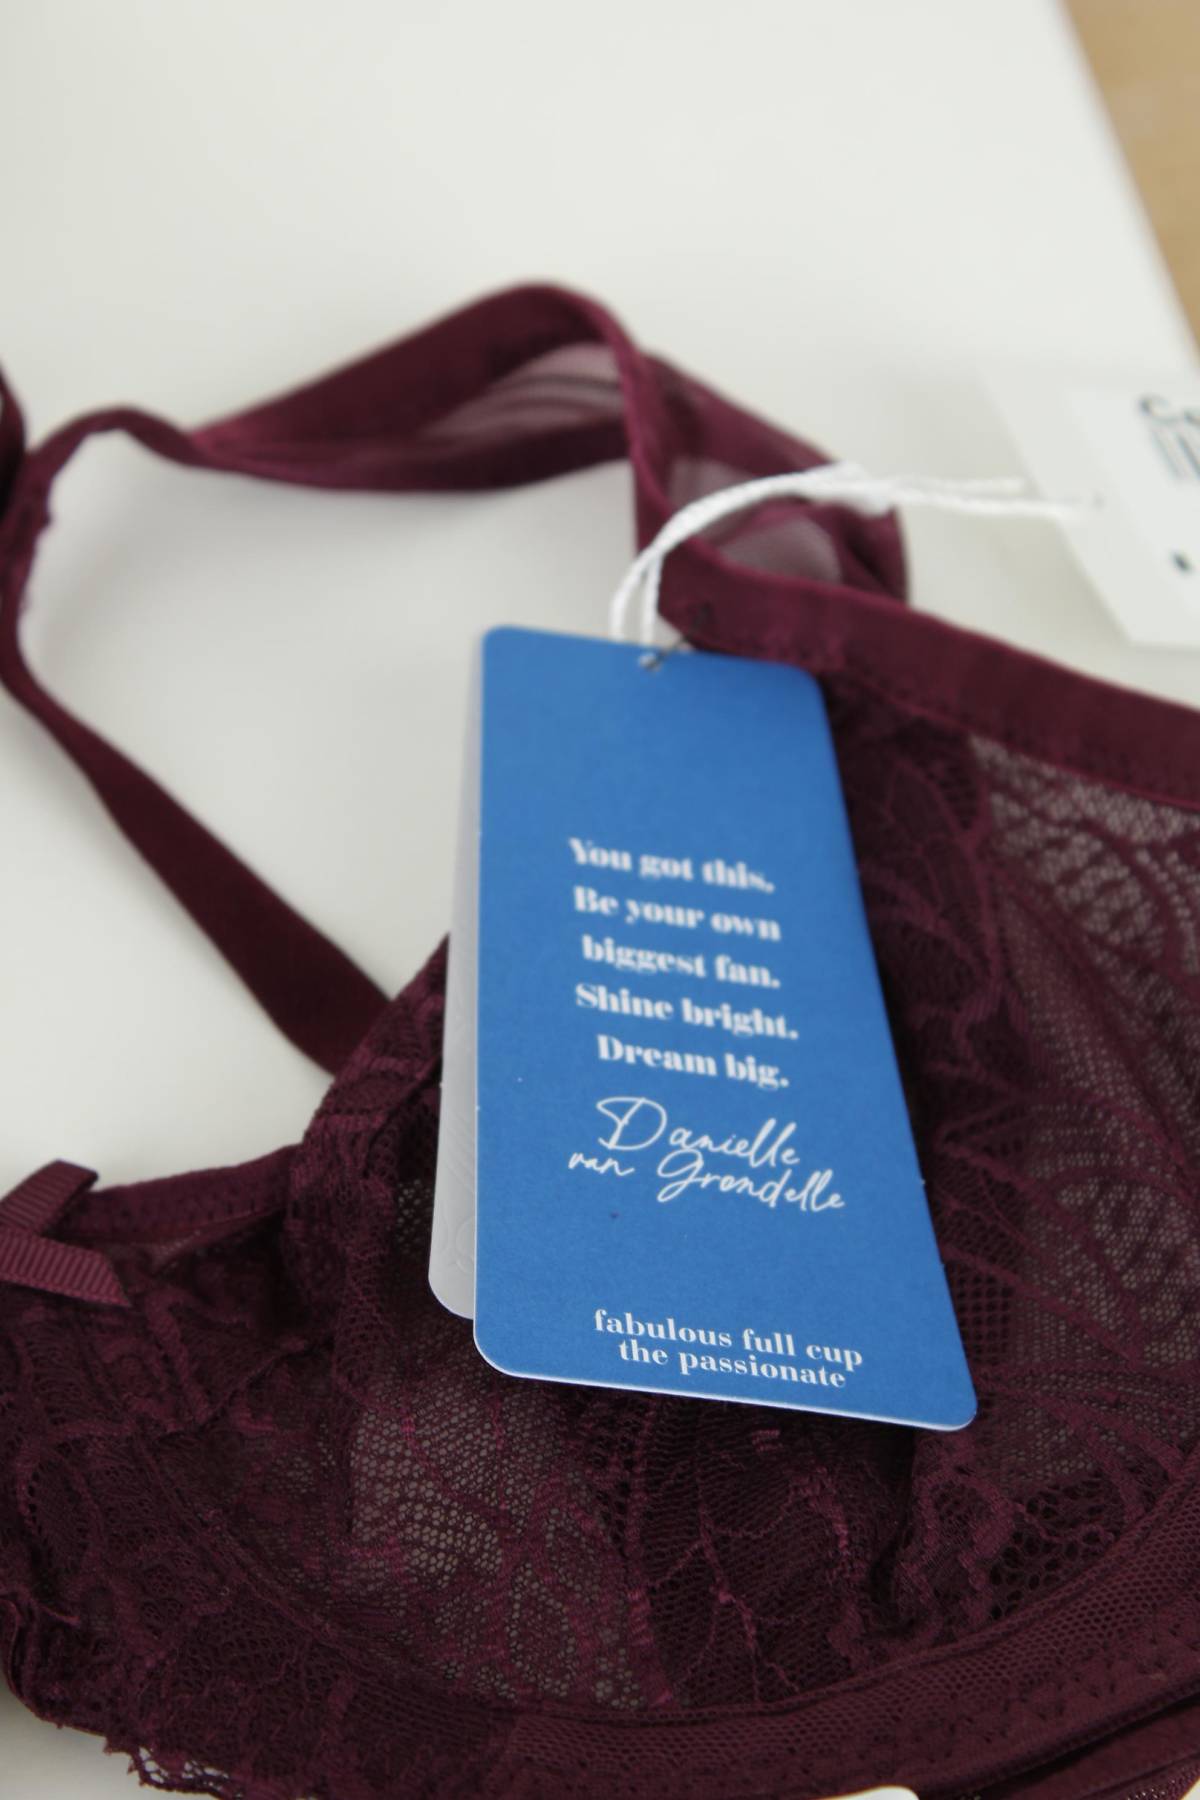 You got this.
Be your own
biggest fan.
Shine bright.
Dream big.
Danielle
van Grondelle
fabulous full cup
the passionate